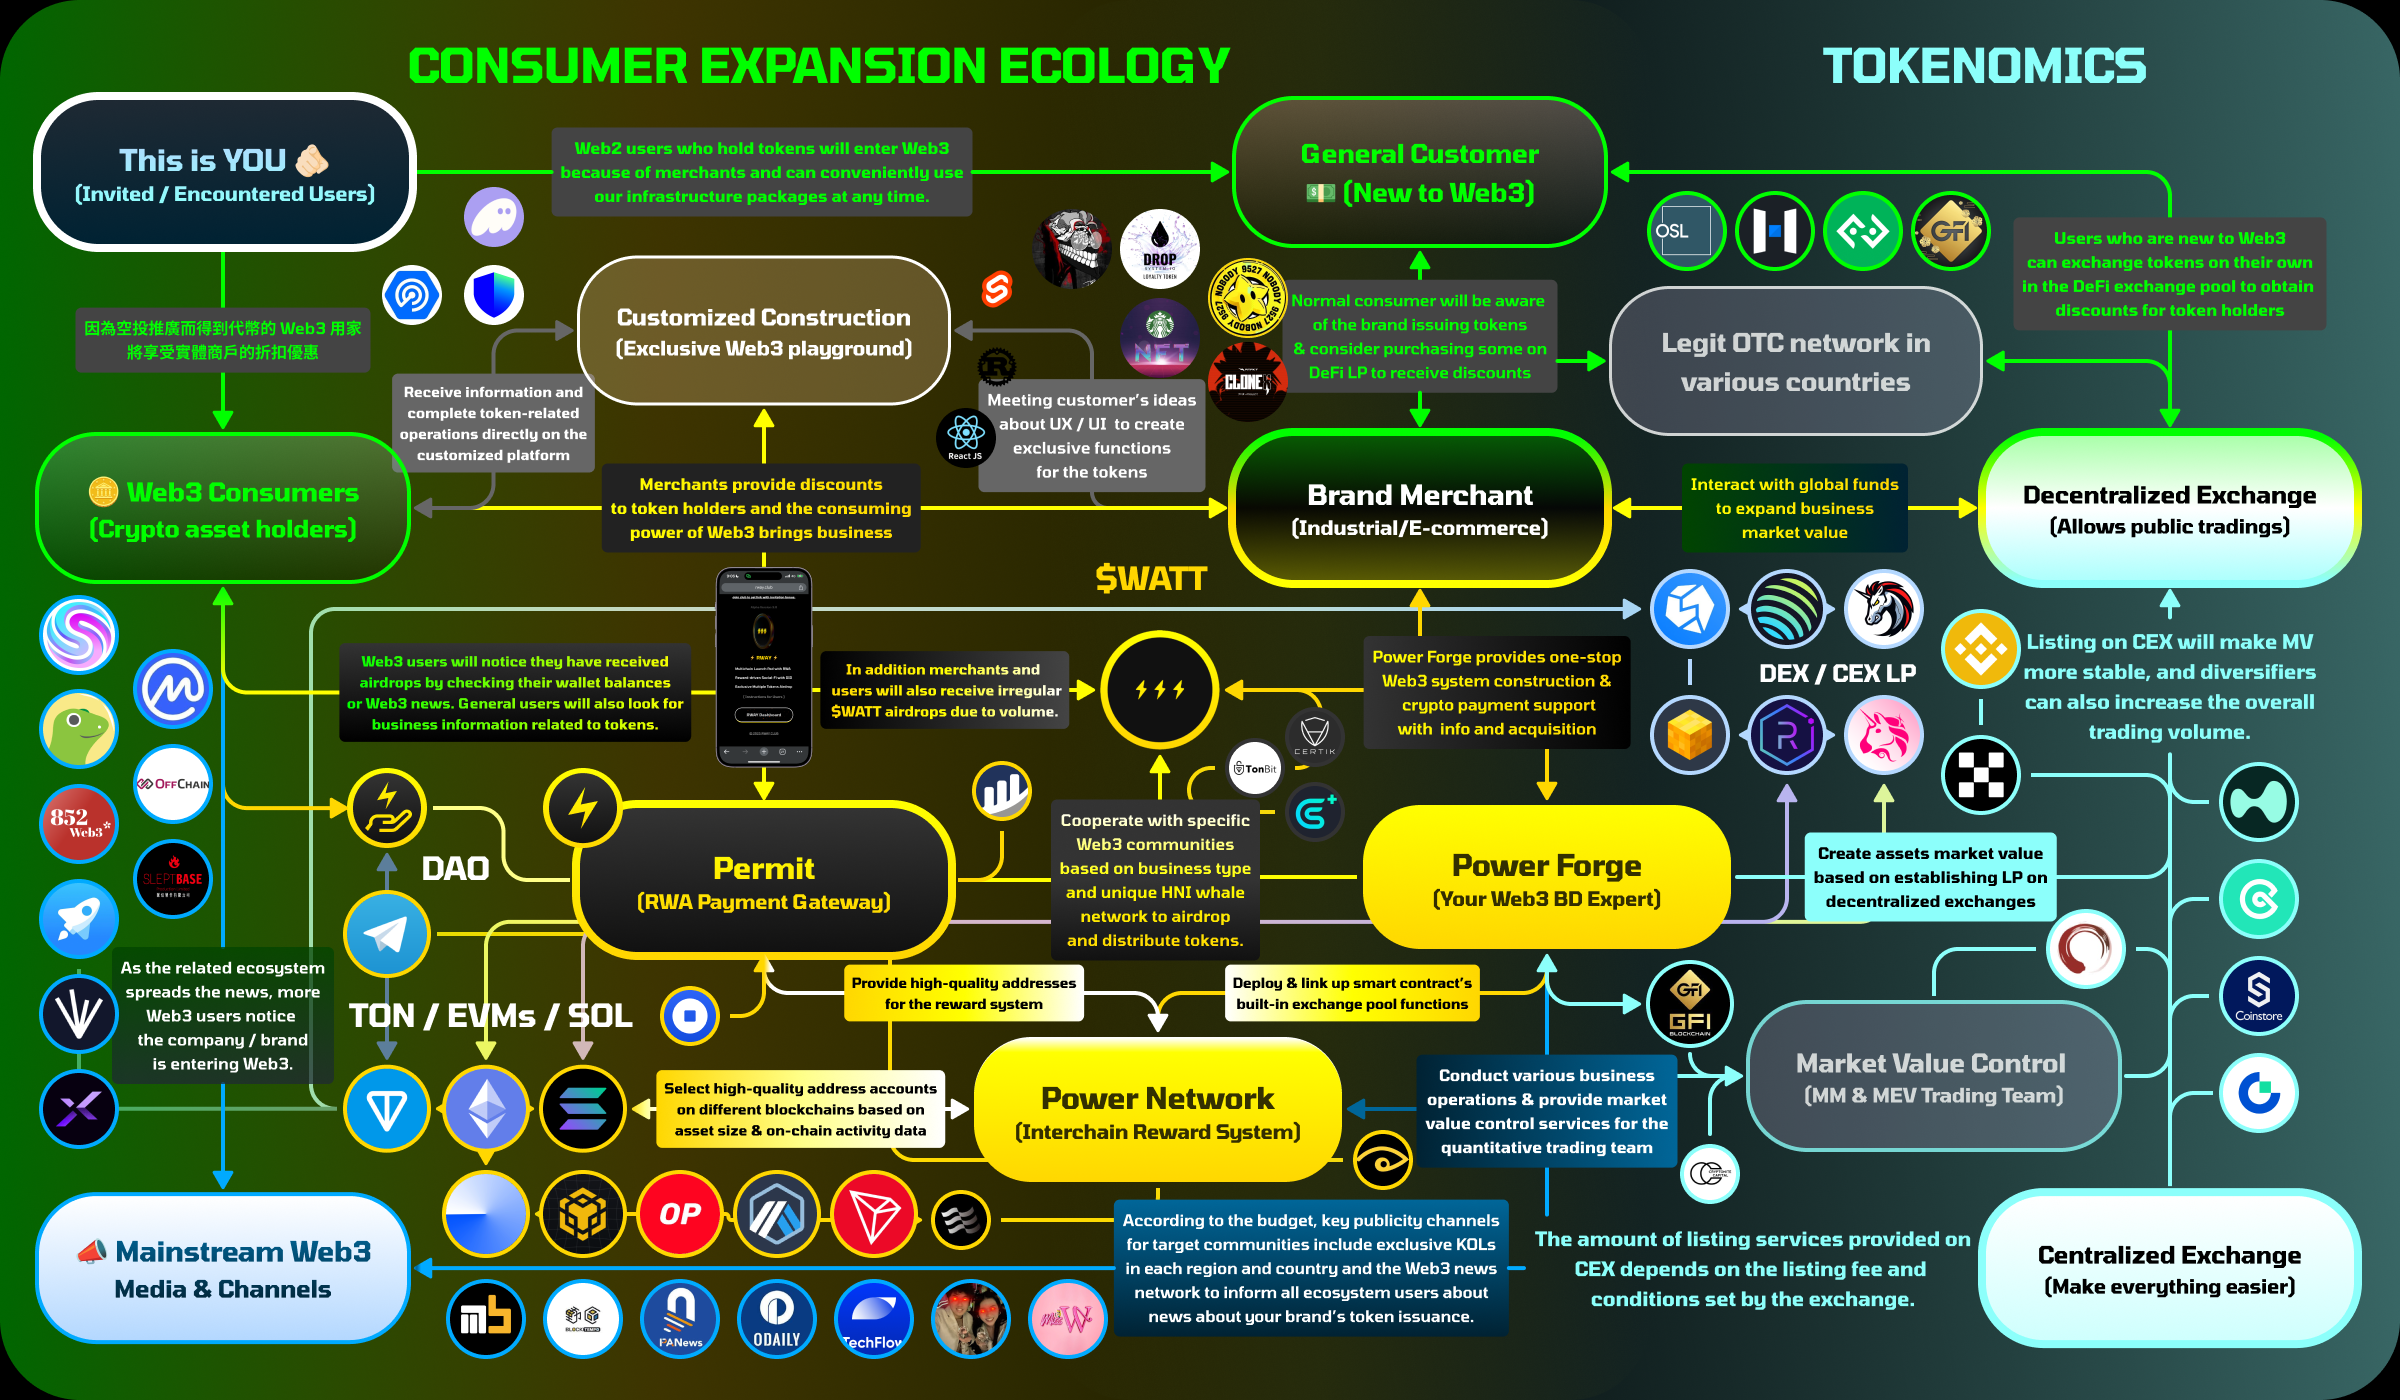 CONSUMER EXPANSION ECOLOGY
TOKENOMICS
This is YOU
(Invited / Encountered Users)
Web2 users who hold tokens will enter Web3
because of merchants and can conveniently use
our infrastructure packages at any time.
General Customer
(New to Web3)
OSL
GFI
Users who are new to Web3
can exchange tokens on their own
in the DeFi exchange pool to obtain
discounts for token holders
因為空投推廣而得到代幣的 Web3 用家
將享受實體商戶的折扣優惠
Customized Construction
(Exclusive Web3 playground)
DROP
SYSTEM.IO
LOYALTY TOKEN
NOBODY 9527 NOBODY 9527
NFT
CLONE
Normal consumer will be aware
of the brand issuing tokens
& consider purchasing some on
DeFi LP to receive discounts
Legit OTC network in
various countries
Receive information and
complete token-related
operations directly on the
customized platform
React JS
Meeting customer's ideas
about UX / UI to create
exclusive functions
for the tokens
Web3 Consumers
(Crypto asset holders)
Merchants provide discounts
to token holders and the consuming
power of Web3 brings business
Brand Merchant
(Industrial/E-commerce)
Interact with global funds
to expand business
market value
Decentralized Exchange
(Allows public tradings)
$WATT
Web3 users will notice they have received
airdrops by checking their wallet balances
or Web3 news. General users will also look for
business information related to tokens.
RWAY
RWAY Dashboard
In addition merchants and
users will also receive irregular
$WATT airdrops due to volume.
Power Forge provides one-stop
Web3 system construction &
crypto payment support
with info and acquisition
DEX / CEX LP
Listing on CEX will make MV
more stable, and diversifiers
can also increase the overall
trading volume.
OFFCHAIN
852
Web3*
SLEPTBASE
CERTIK
TonBit
DAO
Permit
(RWA Payment Gateway)
Cooperate with specific
Web3 communities
based on business type
and unique HNI whale
network to airdrop
and distribute tokens.
Power Forge
(Your Web3 BD Expert)
Create assets market value
based on establishing LP on
decentralized exchanges
As the related ecosystem
spreads the news, more
Web3 users notice
the company / brand
is entering Web3.
TON / EVMs / SOL
Provide high-quality addresses
for the reward system
Deploy & link up smart contract's
built-in exchange pool functions
GFI
GFI
BLOCKCHAIN
Coinstore
Market Value Control
(MM & MEV Trading Team)
Select high-quality address accounts
on different blockchains based on
asset size & on-chain activity data
Power Network
(Interchain Reward System)
Conduct various business
operations & provide market
value control services for the
quantitative trading team
OP
Mainstream Web3
Media & Channels
According to the budget, key publicity channels
for target communities include exclusive KOLs
in each region and country and the Web3 news
network to inform all ecosystem users about
news about your brand's token issuance.
The amount of listing services provided on
CEX depends on the listing fee and
conditions set by the exchange.
Centralized Exchange
(Make everything easier)
BLOCKTEMPO
PANews
ODAILY
TechFlow